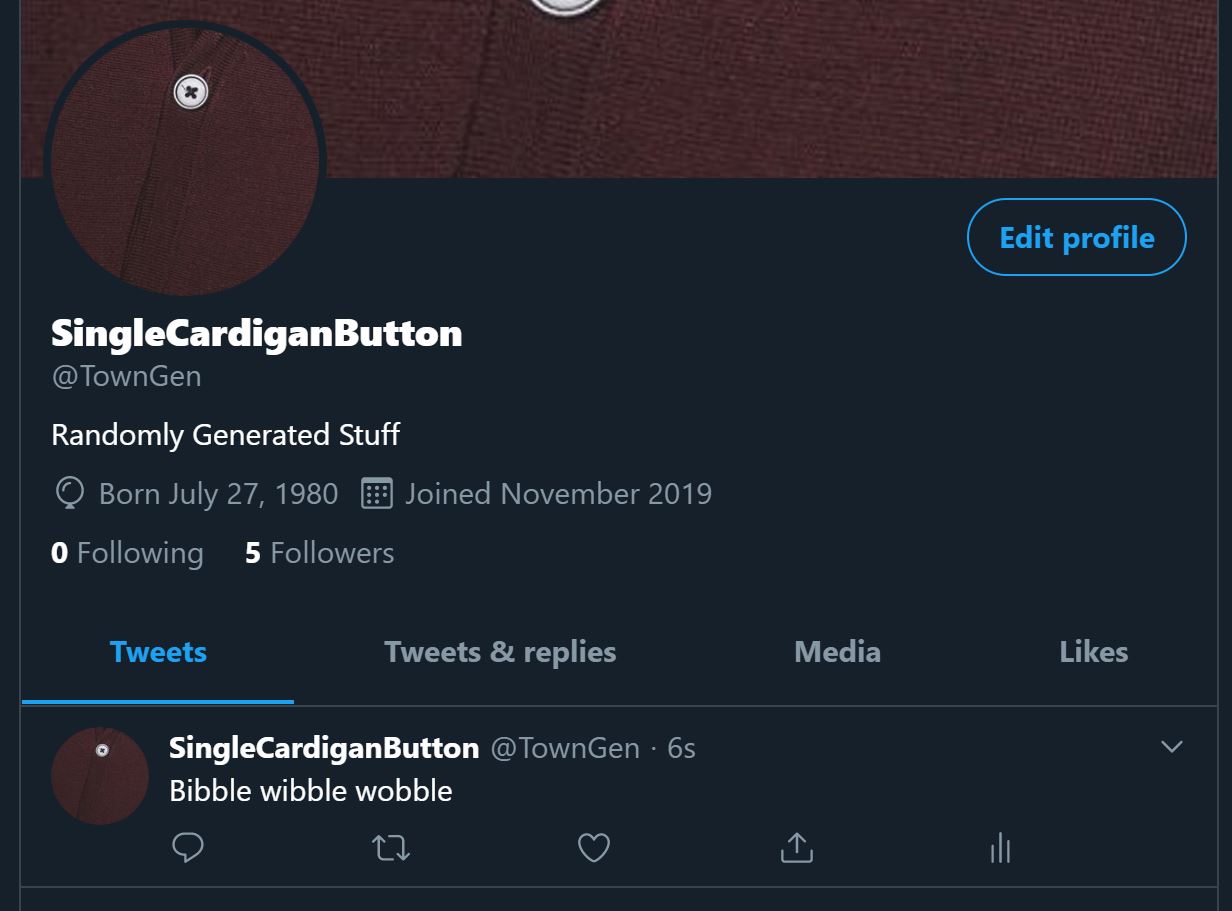 Edit profile
SingleCardiganButton
@TownGen
Randomly Generated Stuff
Born July 27, 1980 Joined November 2019
0 Following 5 Followers
Tweets Tweets & replies Media Likes
SingleCardiganButton @TownGen · 6s
Bibble wibble wobble